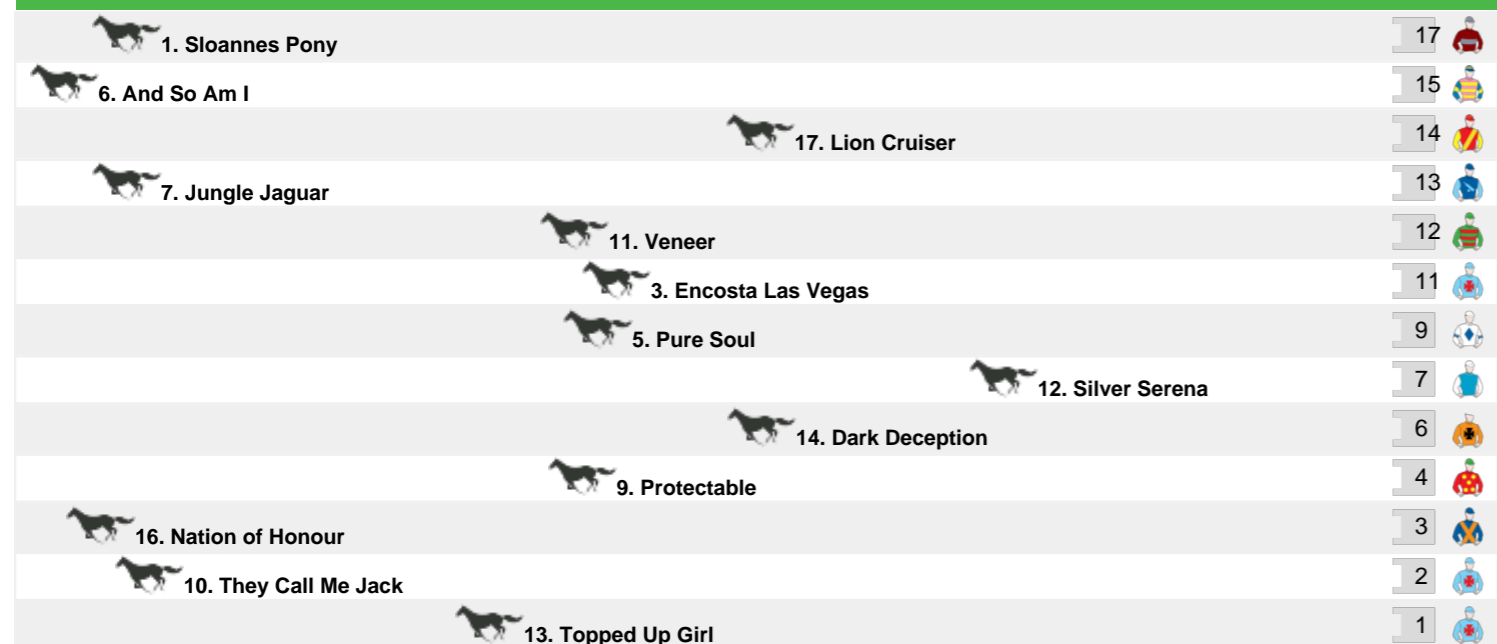 1. Sloannes Pony 17
6. And So Am I 15
17. Lion Cruiser 14
7. Jungle Jaguar 13
11. Veneer 12
3. Encosta Las Vegas 11
5. Pure Soul 9
12. Silver Serena 7
14. Dark Deception 6
9. Protectable 4
16. Nation of Honour 3
10. They Call Me Jack 2
13. Topped Up Girl 1